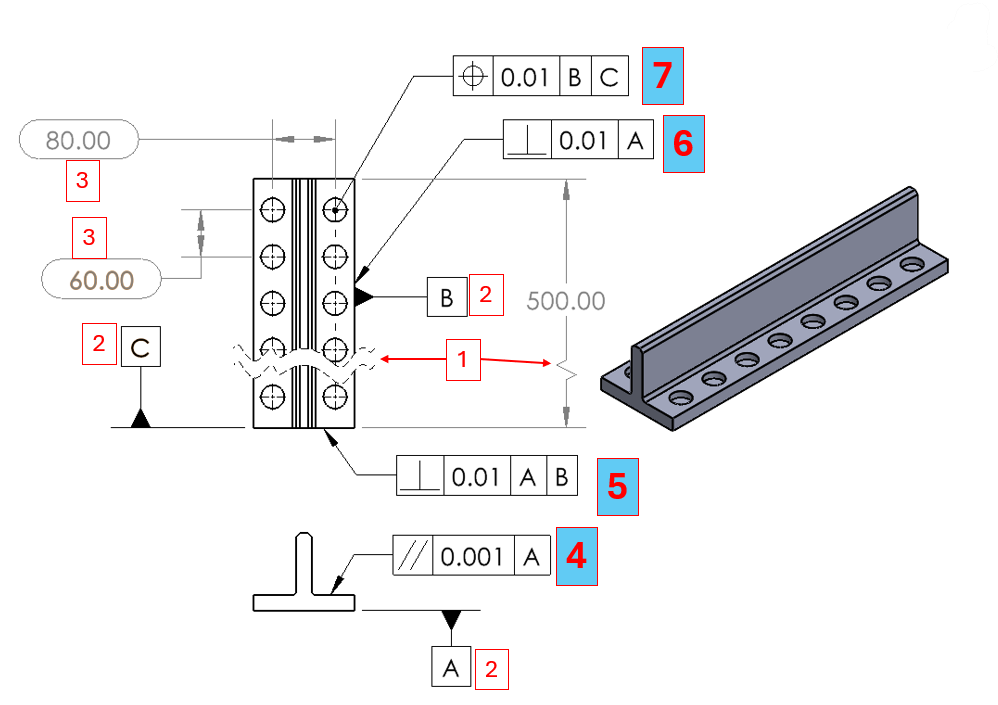 ⌖ 0.01 B C 7
⟂ 0.01 A 6
80.00
3
3
60.00
B 2
500.00
2 C
1
⟂ 0.01 A B 5
// 0.001 A 4
A 2